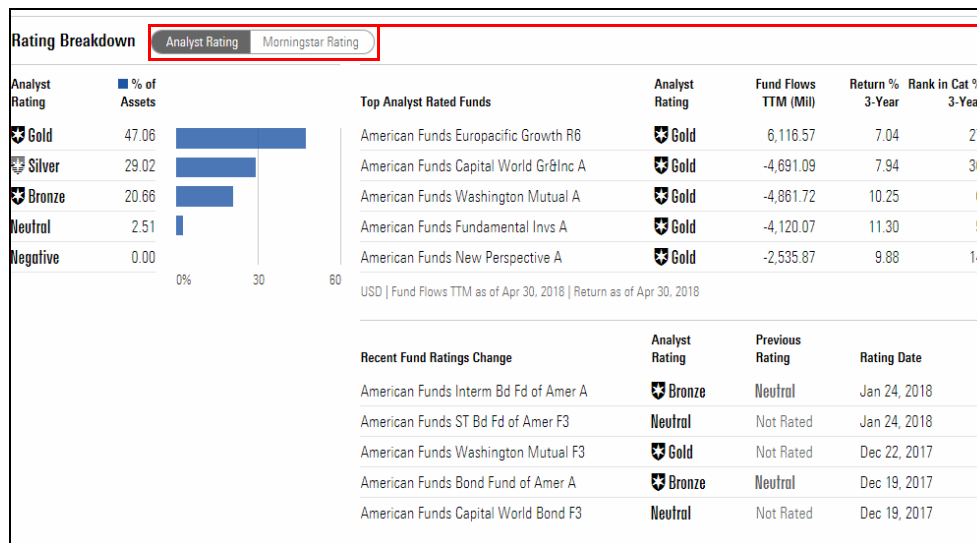 Rating Breakdown Analyst Rating Morningstar Rating
Analyst Rating % of Assets
Gold 47.06
Silver 29.02
Bronze 20.66
Neutral 2.51
Negative 0.00
0% 30 60
Top Analyst Rated Funds Analyst Rating Fund Flows TTM (Mil) Return % 3-Year Rank in Cat %
American Funds Europacific Growth R6 Gold 6,116.57 7.04
American Funds Capital World Gr&Inc A Gold -4,691.09 7.94
American Funds Washington Mutual A Gold -4,861.72 10.25
American Funds Fundamental Invs A Gold -4,120.07 11.30
American Funds New Perspective A Gold -2,535.87 9.88
USD | Fund Flows TTM as of Apr 30, 2018 | Return as of Apr 30, 2018
Recent Fund Ratings Change Analyst Rating Previous Rating Rating Date
American Funds Interm Bd Fd of Amer A Bronze Neutral Jan 24, 2018
American Funds ST Bd Fd of Amer F3 Neutral Not Rated Jan 24, 2018
American Funds Washington Mutual F3 Gold Not Rated Dec 22, 2017
American Funds Bond Fund of Amer A Bronze Neutral Dec 19, 2017
American Funds Capital World Bond F3 Neutral Not Rated Dec 19, 2017